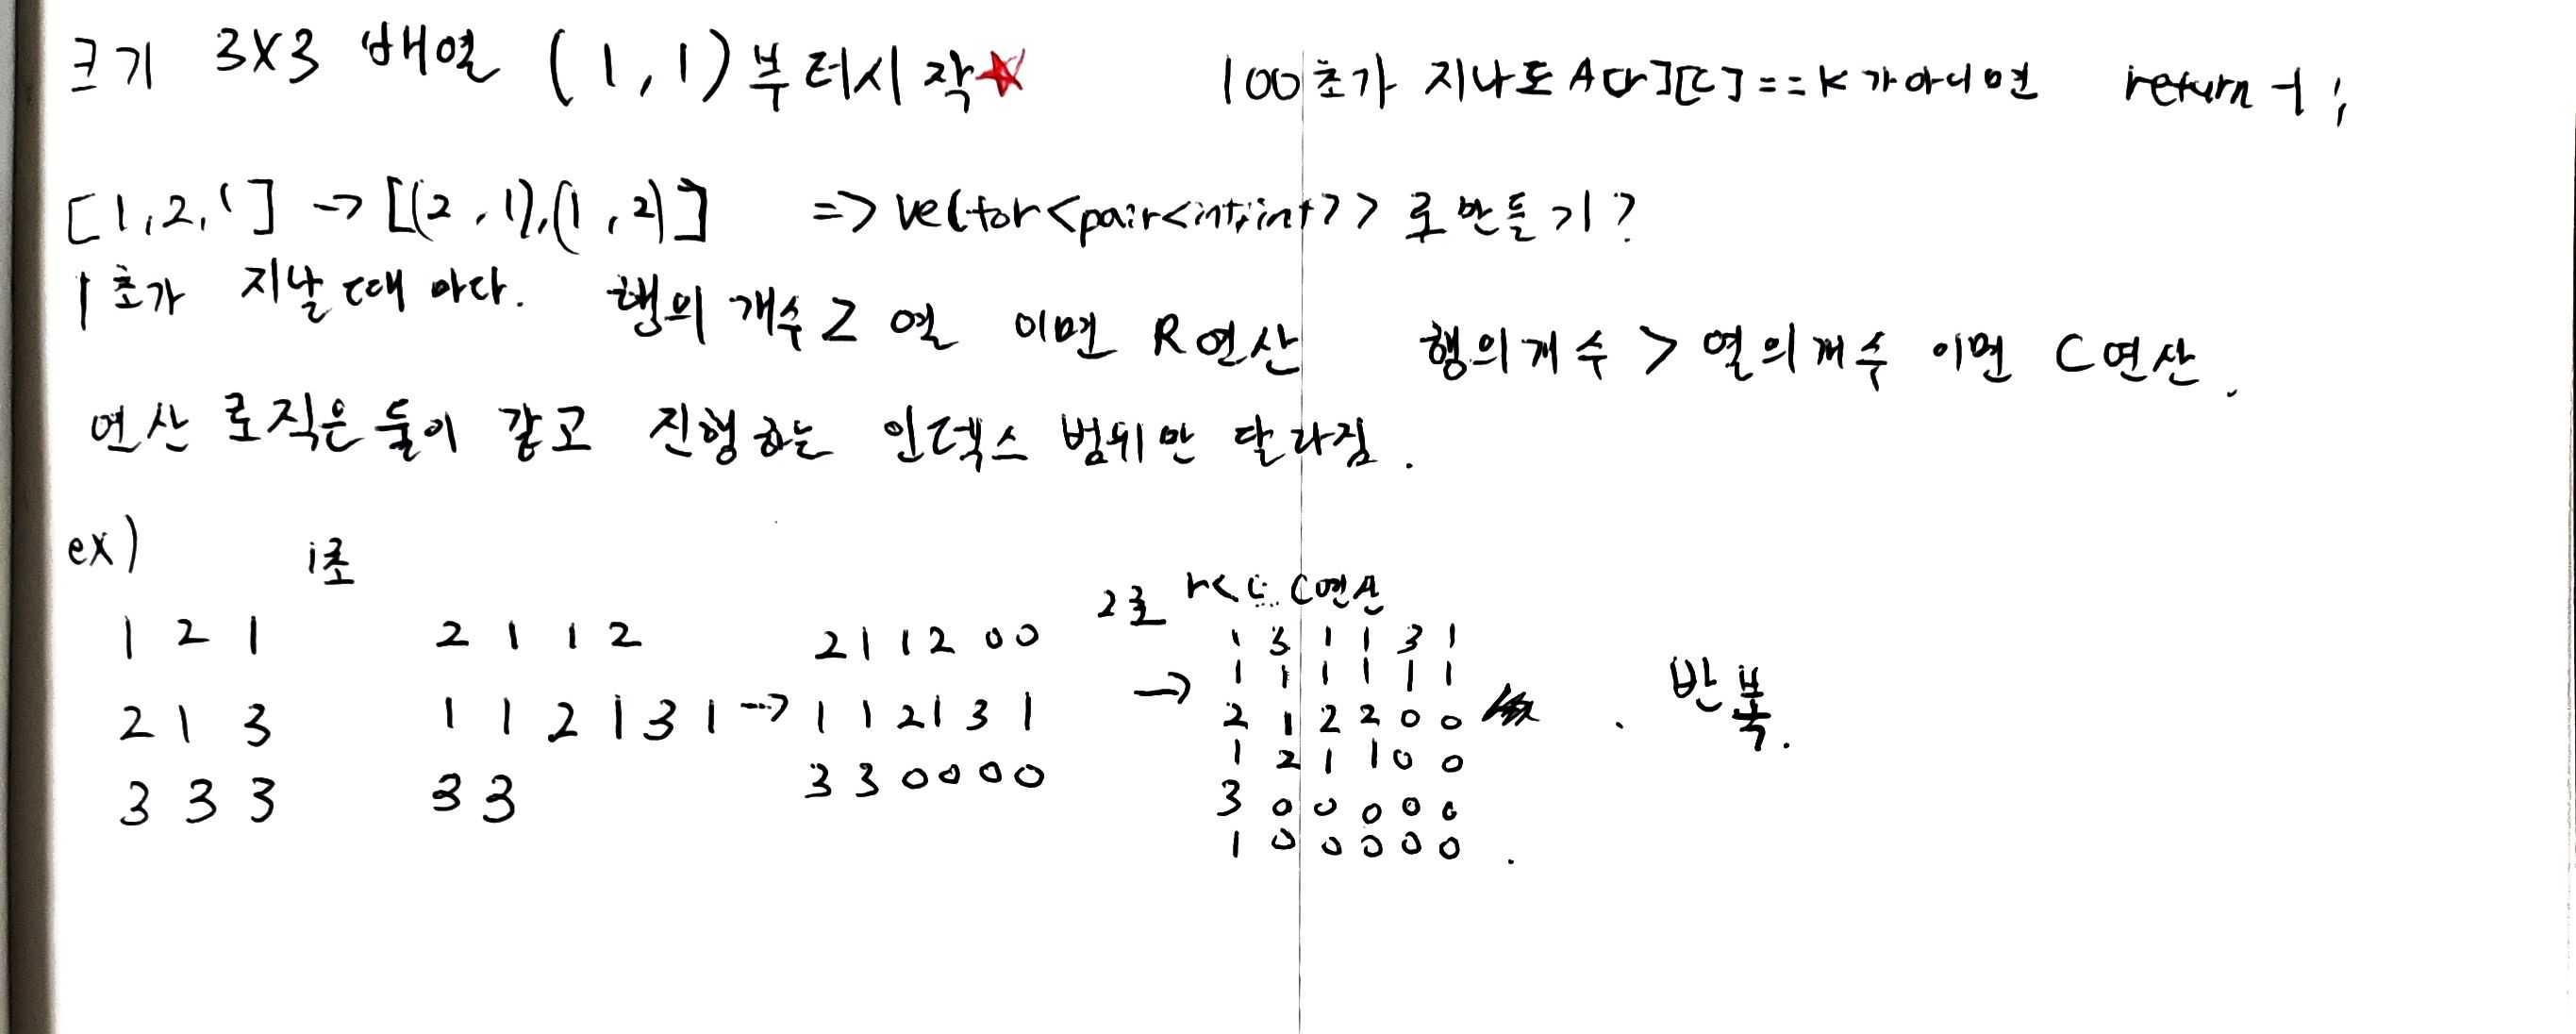 크기 3X3 배열 (1,1)부터시작☆ 100초가 지나도 A[r][c]==K가아니면 return -1;
[1,2,1] -> [(2,1),(1,2)] => vector<pair<int,int>> 로만들기?
1초가 지날때 마다. 행의 개수 ≥ 열 이면 R연산 행의개수 > 열의개수 이면 C연산.
연산 로직은 둘이 같고 진행하는 인덱스 범위만 달라짐.
ex) 1초
2초 r<c C연산
1 2 1 2 1 1 2 2 1 1 2 0 0 1 3 1 1 3 1
1 1 1 1 1 1
2 1 3 1 1 2 1 3 1 -> 1 1 2 1 3 1 -> 2 1 2 2 0 0 . 반복.
1 2 1 1 0 0
3 3 3 3 3 3 3 0 0 0 0 3 0 0 0 0 0
1 0 0 0 0 0 .